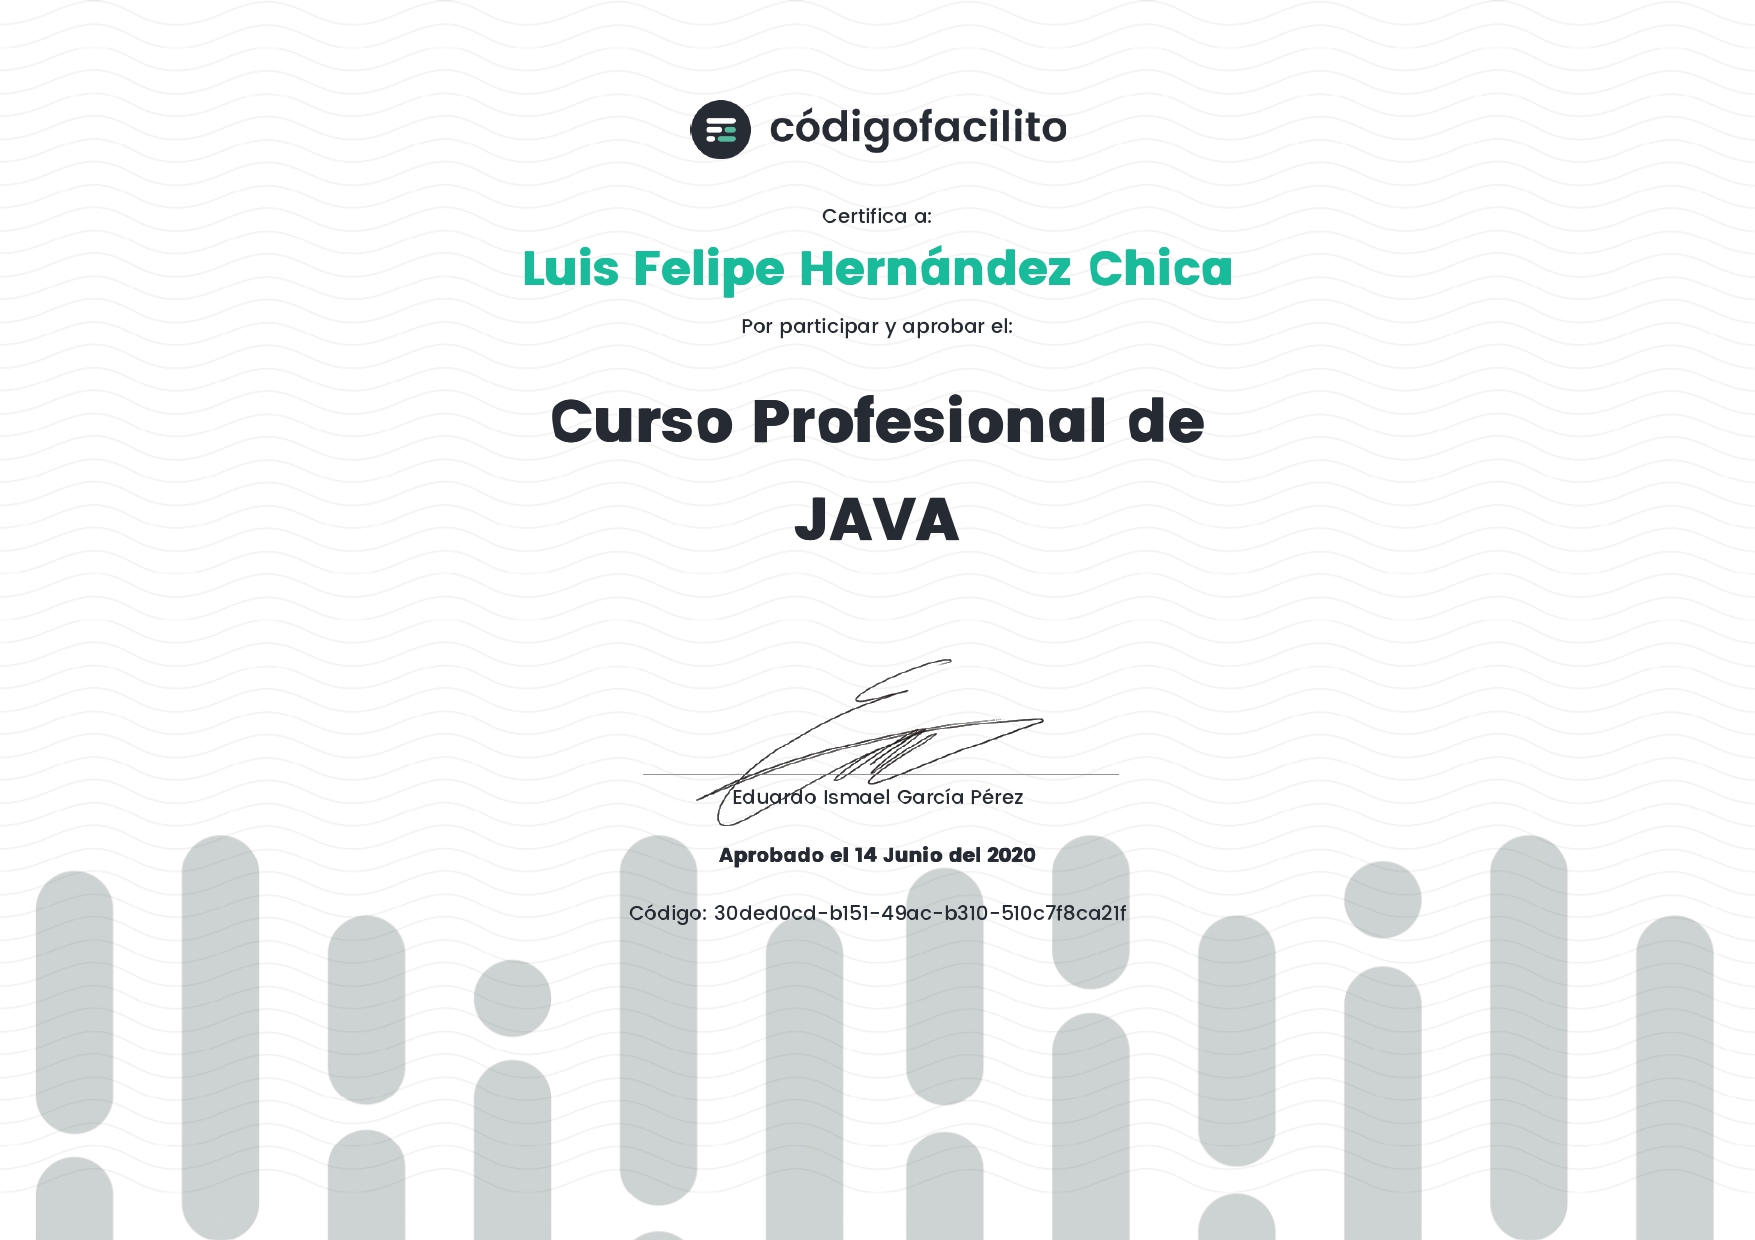 códigofacilito
Certifica a:
Luis Felipe Hernández Chica
Por participar y aprobar el:
Curso Profesional de
JAVA
Eduardo Ismael García Pérez
Aprobado el 14 Junio del 2020
Código: 30ded0cd-b151-49ac-b310-510c7f8ca21f